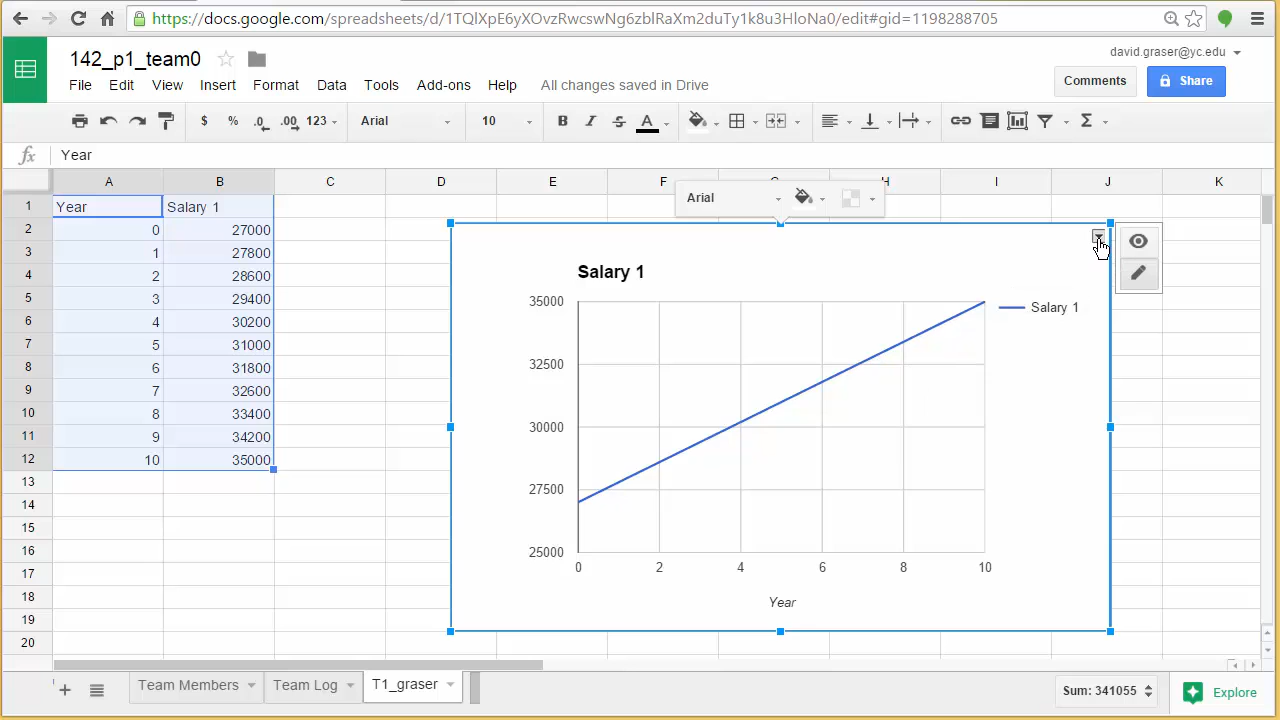 https://docs.google.com/spreadsheets/d/1TQlXpE6yXOvzRwcswNg6zblRaXm2duTy1c8u3HloNa0/edit#gid=1198288705
142_p1_team0
david.graser@yc.edu
File Edit View Insert Format Data Tools Add-ons Help All changes saved in Drive
Comments Share
$ % .0 .00 123 Arial 10 B I S A Σ
fx Year
A B C D E F G H I J K
Arial
1 Year Salary 1
2 0 27000
3 1 27800
4 2 28600
5 3 29400
6 4 30200
7 5 31000
8 6 31800
9 7 32600
10 8 33400
11 9 34200
12 10 35000
13
14
15
16
17
18
19
20
Salary 1
35000
32500
30000
27500
25000
0 2 4 6 8 10
Year
Salary 1
+ Team Members Team Log T1_graser Sum: 341055 Explore